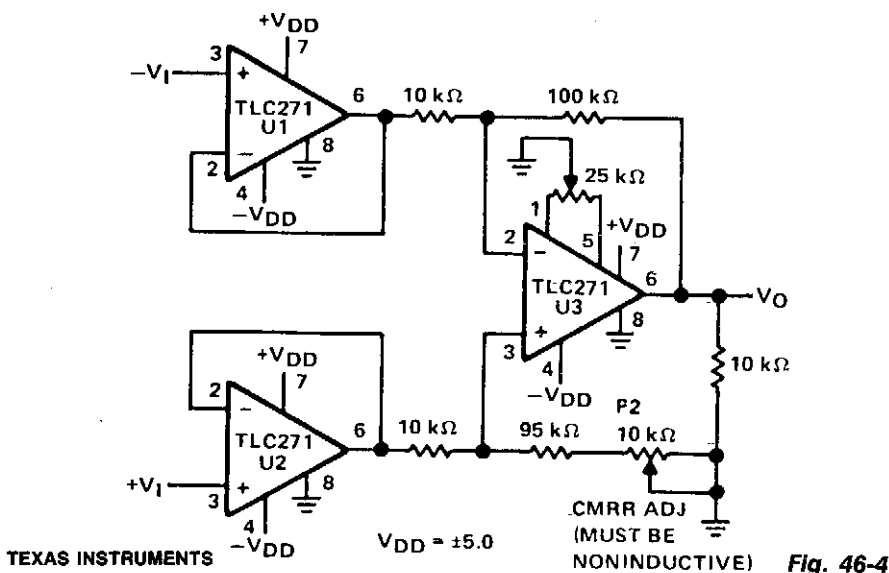 +VDD
7
3
−VI
+
6
10 kΩ
100 kΩ
TLC271
U1
8
−
2
4
−VDD
25 kΩ
1
5
+VDD
7
2
−
6
TLC271
U3
VO
8
+
3
4
−VDD
10 kΩ
+VDD
7
2
−
6
10 kΩ
95 kΩ
P2
10 kΩ
TLC271
U2
8
+VI
+
3
4
−VDD
VDD = ±5.0
CMRR ADJ
(MUST BE
NONINDUCTIVE)
TEXAS INSTRUMENTS
Fig. 46-4